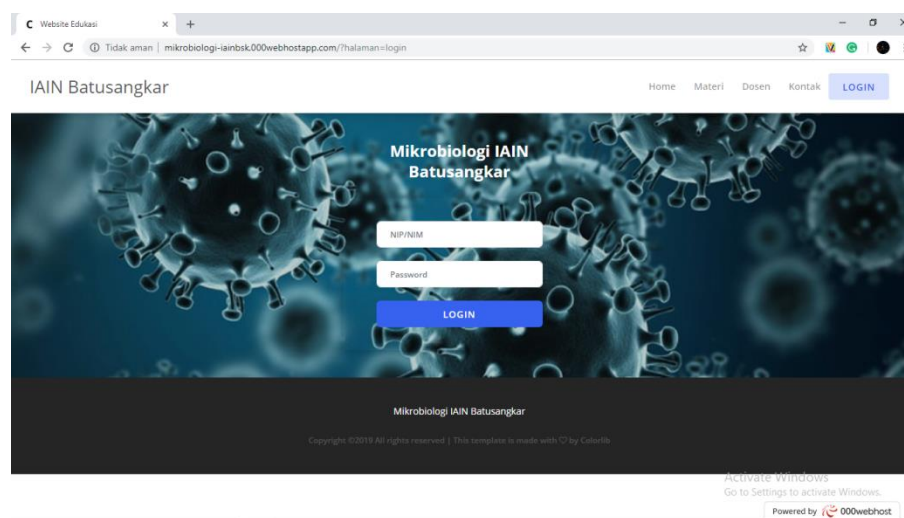 Website Edukasi
Tidak aman | mikrobiologi-iainbsk.000webhostapp.com/?halaman=login
IAIN Batusangkar
Home Materi Dosen Kontak LOGIN
Mikrobiologi IAIN
Batusangkar
NIP/NIM
Password
LOGIN
Mikrobiologi IAIN Batusangkar
Copyright ©2019 All rights reserved | This template is made with ♡ by Colorlib
Activate Windows
Go to Settings to activate Windows.
Powered by 000webhost